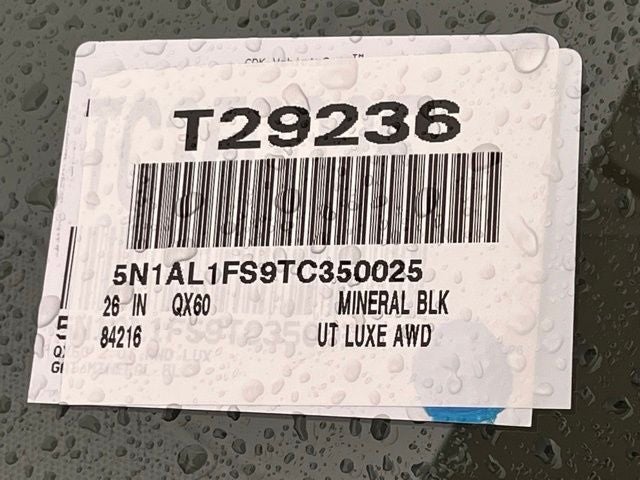 T29236
5N1AL1FS9TC350025
26 IN QX60 MINERAL BLK
84216 UT LUXE AWD